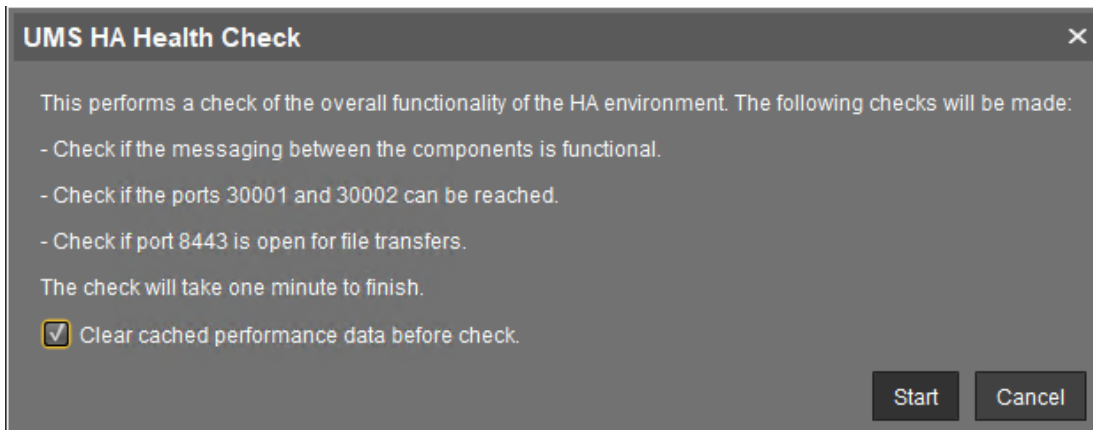 UMS HA Health Check
This performs a check of the overall functionality of the HA environment. The following checks will be made:
- Check if the messaging between the components is functional.
- Check if the ports 30001 and 30002 can be reached.
- Check if port 8443 is open for file transfers.
The check will take one minute to finish.
Clear cached performance data before check.
Start Cancel